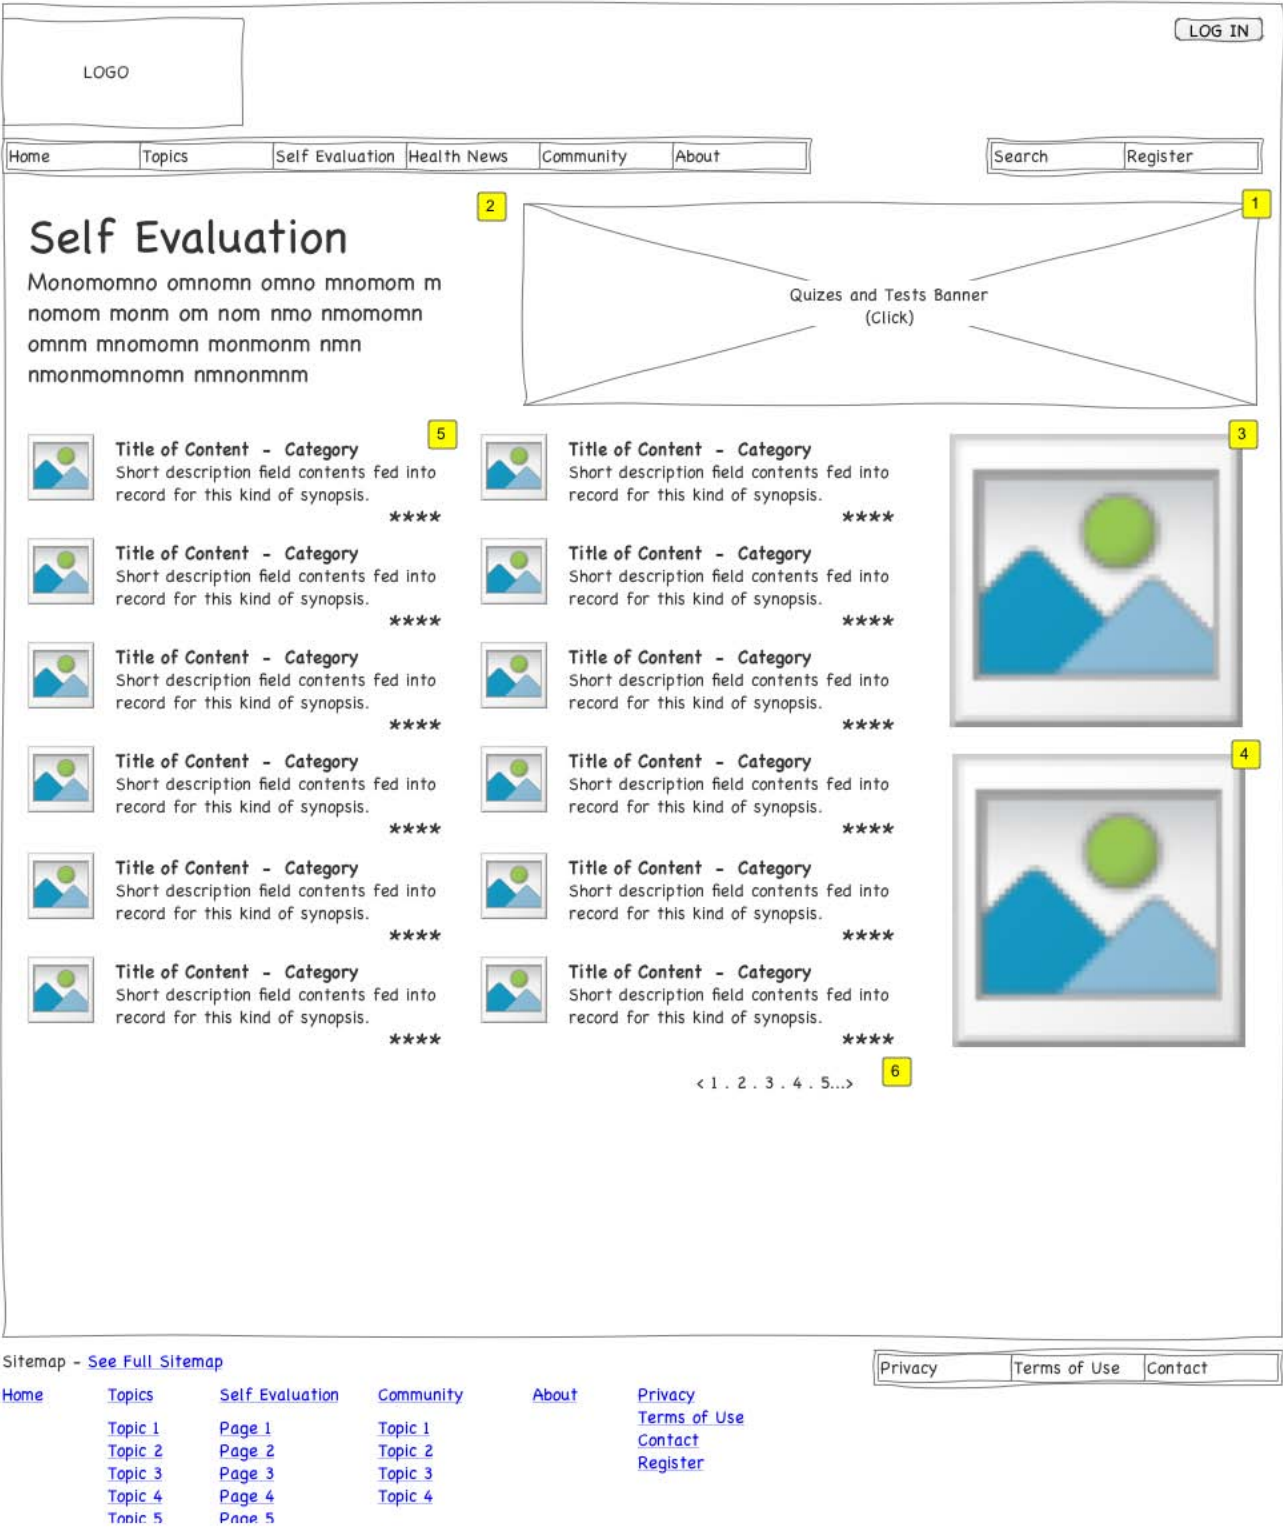 LOG IN
LOGO
Home Topics Self Evaluation Health News Community About Search Register
2
1
Self Evaluation
Monomomno omnomn omno mnomom m
nomom monm om nom nmo nmomomn
omnm mnomomn monmonm nmn
nmonmomnomn nmnonmnm
Quizes and Tests Banner
(Click)
5
3
Title of Content - Category
Short description field contents fed into
record for this kind of synopsis.
****
Title of Content - Category
Short description field contents fed into
record for this kind of synopsis.
****
Title of Content - Category
Short description field contents fed into
record for this kind of synopsis.
****
Title of Content - Category
Short description field contents fed into
record for this kind of synopsis.
****
Title of Content - Category
Short description field contents fed into
record for this kind of synopsis.
****
Title of Content - Category
Short description field contents fed into
record for this kind of synopsis.
****
Title of Content - Category
Short description field contents fed into
record for this kind of synopsis.
****
Title of Content - Category
Short description field contents fed into
record for this kind of synopsis.
****
Title of Content - Category
Short description field contents fed into
record for this kind of synopsis.
****
Title of Content - Category
Short description field contents fed into
record for this kind of synopsis.
****
Title of Content - Category
Short description field contents fed into
record for this kind of synopsis.
****
Title of Content - Category
Short description field contents fed into
record for this kind of synopsis.
****
4
< 1 . 2 . 3 . 4 . 5...>
6
Sitemap - See Full Sitemap
Privacy Terms of Use Contact
Home
Topics
Topic 1
Topic 2
Topic 3
Topic 4
Topic 5
Self Evaluation
Page 1
Page 2
Page 3
Page 4
Page 5
Community
Topic 1
Topic 2
Topic 3
Topic 4
About
Privacy
Terms of Use
Contact
Register